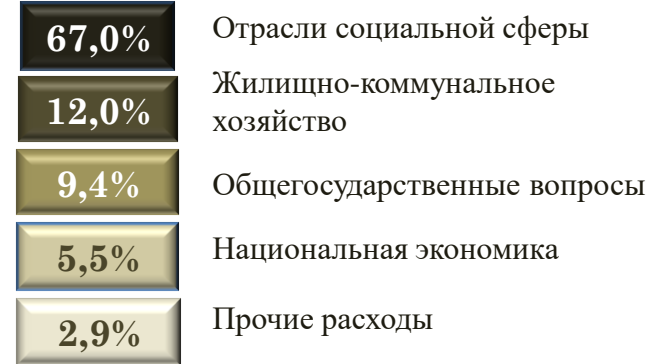 67,0% Отрасли социальной сферы
12,0% Жилищно-коммунальное
хозяйство
9,4% Общегосударственные вопросы
5,5% Национальная экономика
2,9% Прочие расходы